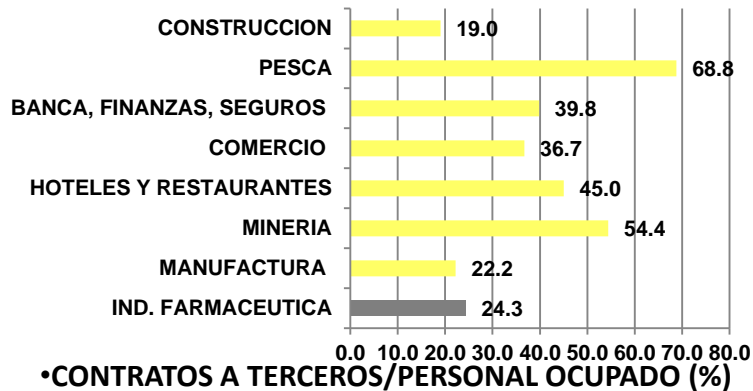 CONSTRUCCION 19.0
PESCA 68.8
BANCA, FINANZAS, SEGUROS 39.8
COMERCIO 36.7
HOTELES Y RESTAURANTES 45.0
MINERIA 54.4
MANUFACTURA 22.2
IND. FARMACEUTICA 24.3
0.0 10.0 20.0 30.0 40.0 50.0 60.0 70.0 80.0
•CONTRATOS A TERCEROS/PERSONAL OCUPADO (%)